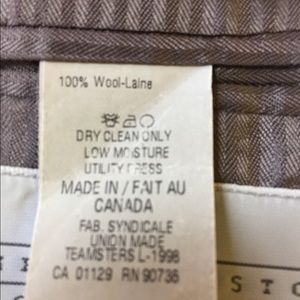 100% Wool-Laine
DRY CLEAN ONLY
LOW MOISTURE
UTILITY PRESS
MADE IN / FAIT AU
CANADA
FAB. SYNDICALE
UNION MADE
TEAMSTERS L-1998
CA 01129 RN 90736
STO